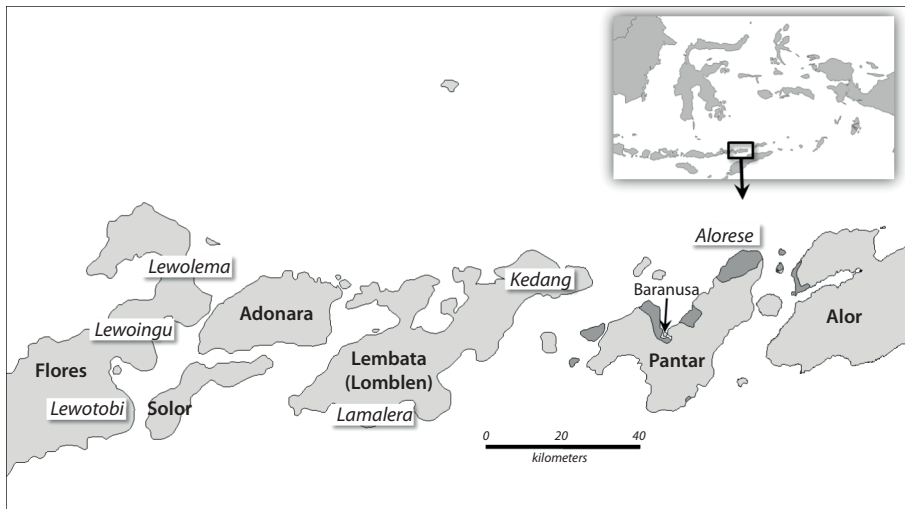 Alorese
Lewolema
Kedang
Baranusa
Adonara
Alor
Lewoingu
Lembata
(Lomblen)
Pantar
Flores
Lewotobi
Solor
Lamalera
0 20 40
kilometers